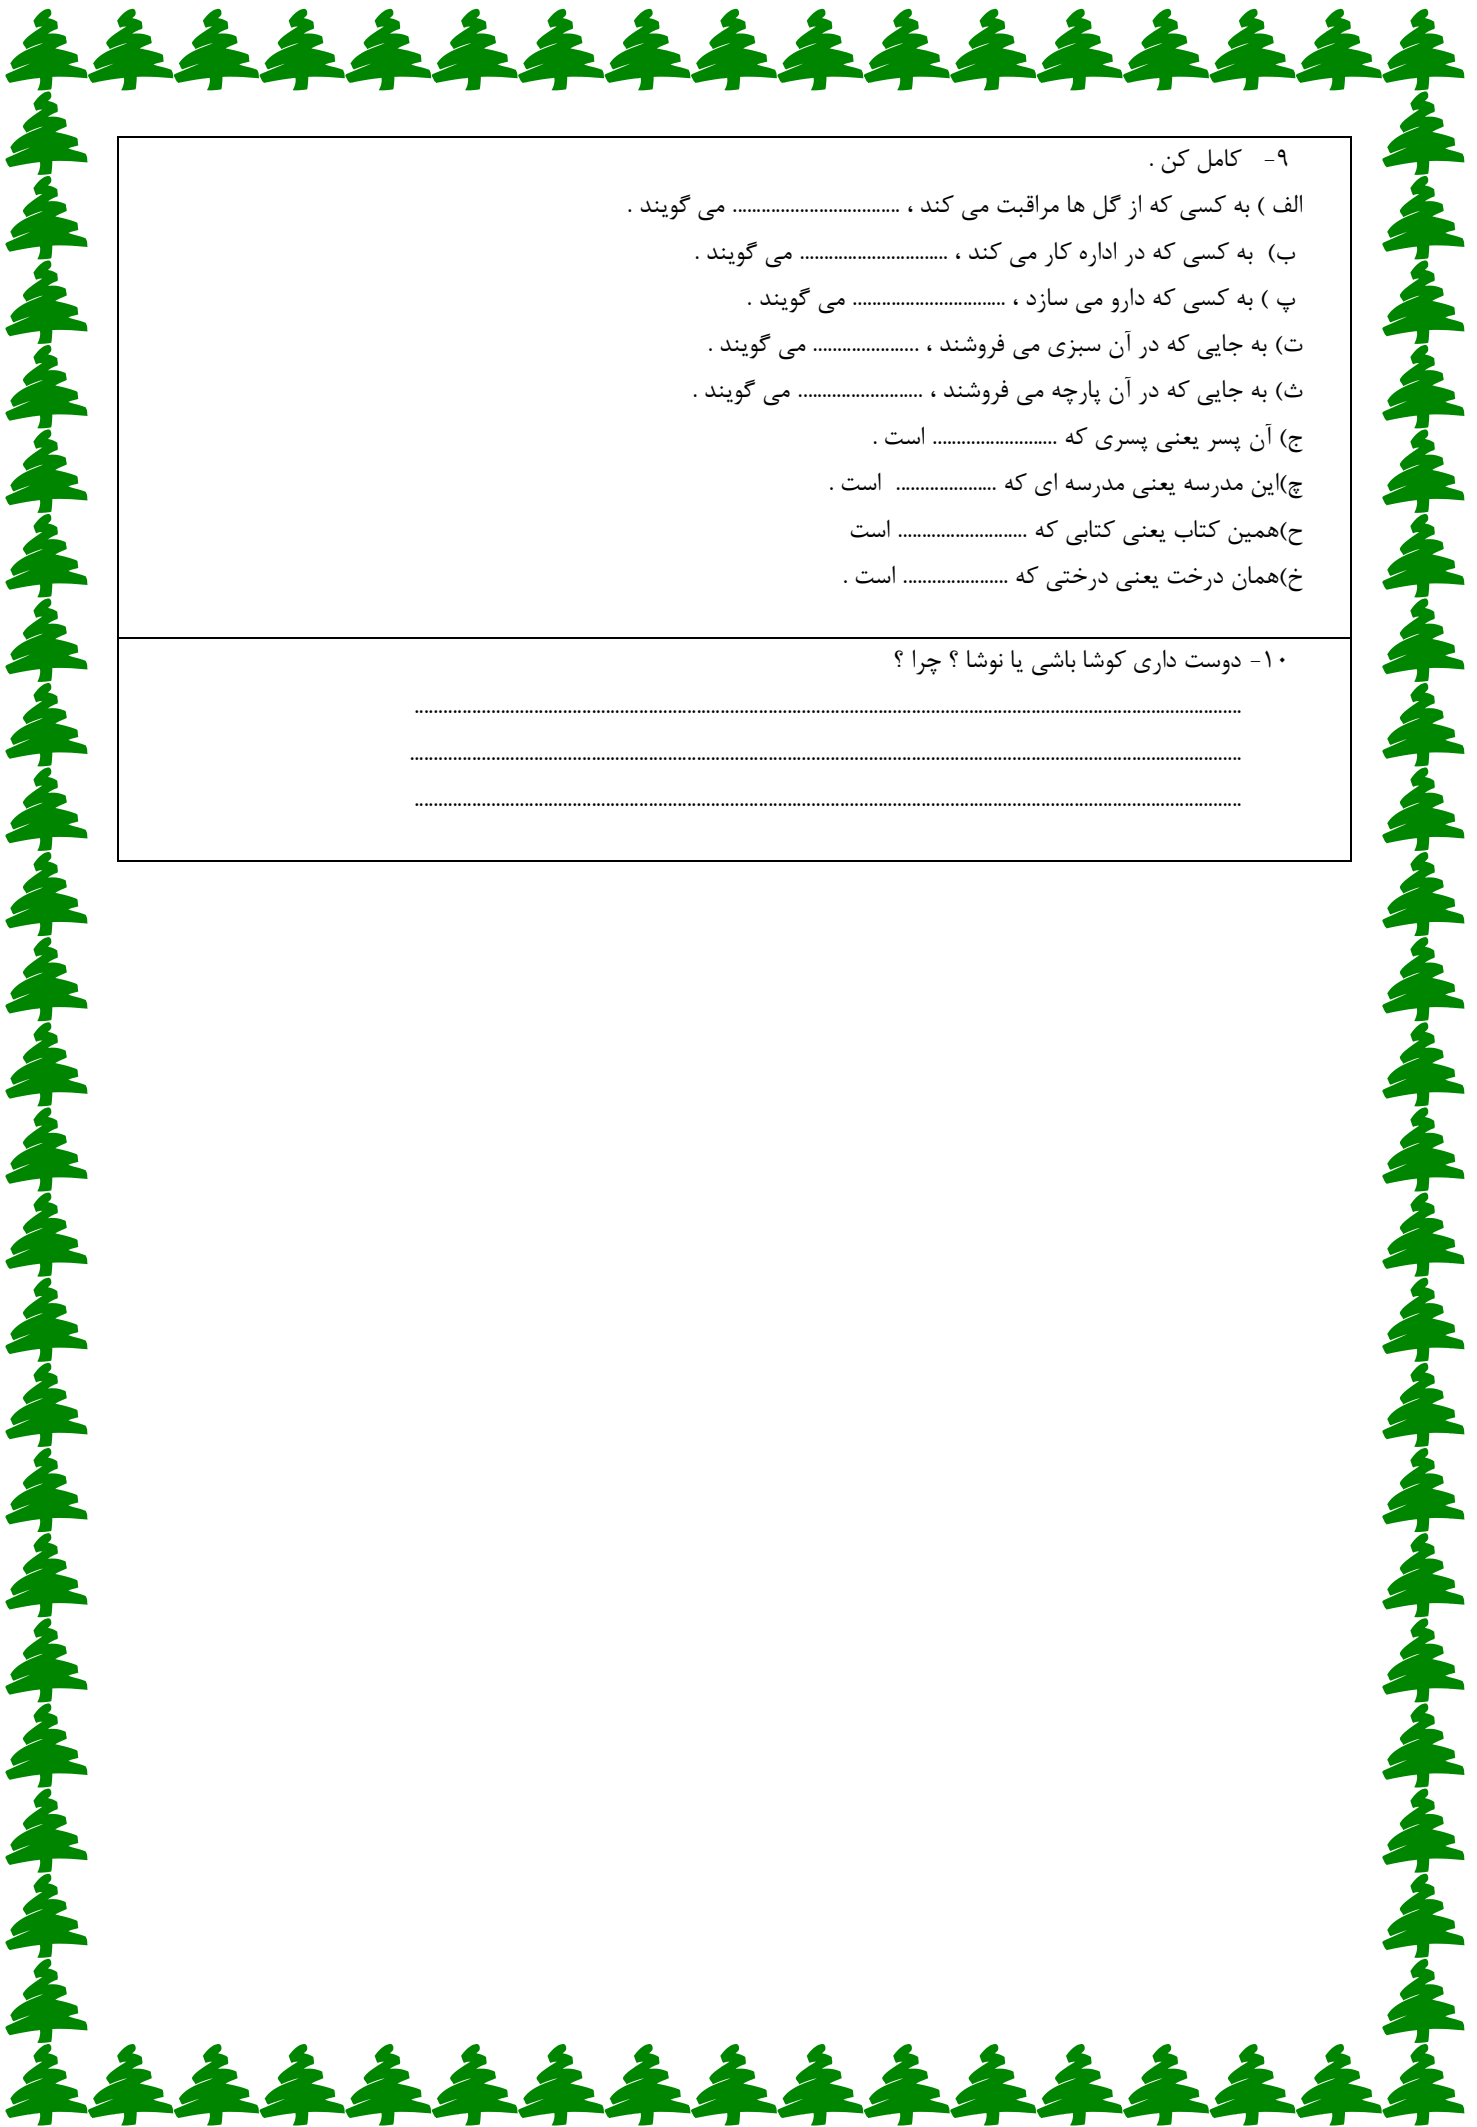 ۹- کامل کن .
الف ) به کسی که از گل ها مراقبت می کند ، ................................... می گویند .
ب) به کسی که در اداره کار می کند ، ............................... می گویند .
پ ) به کسی که دارو می سازد ، ................................ می گویند .
ت) به جایی که در آن سبزی می فروشند ، ...................... می گویند .
ث) به جایی که در آن پارچه می فروشند ، .......................... می گویند .
ج) آن پسر یعنی پسری که .......................... است .
چ)این مدرسه یعنی مدرسه ای که ..................... است .
ح)همین کتاب یعنی کتابی که ........................... است
خ)همان درخت یعنی درختی که ...................... است .
۱۰- دوست داری کوشا باشی یا نوشا ؟ چرا ؟
............................................................................................................................................................................
.............................................................................................................................................................................
............................................................................................................................................................................